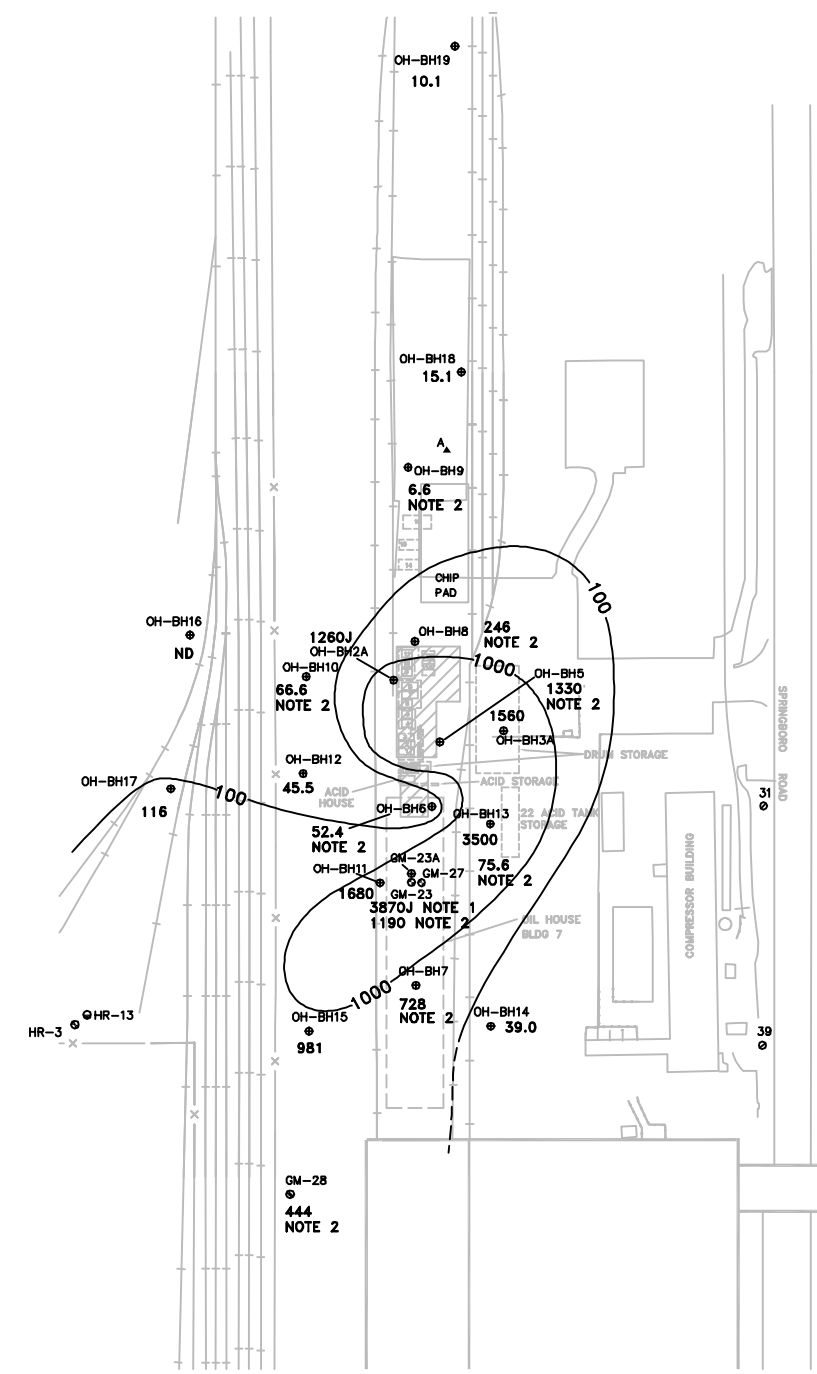 OH-BH19
10.1
OH-BH18
15.1
A
OH-BH9
6.6
NOTE 2
CHIP
PAD
100
OH-BH16
ND
1260J
OH-BH2A
OH-BH8
246
NOTE 2
1000
OH-BH10
66.6
NOTE 2
OH-BH5
1330
NOTE 2
1560
OH-BH3A
DRUM STORAGE
SPRINGBORO ROAD
OH-BH12
45.5
OH-BH17
116
100
ACID
HOUSE
ACID STORAGE
31
OH-BH6
52.4
NOTE 2
OH-BH13
3500
22 ACID TANK
STORAGE
75.6
NOTE 2
GM-23A
GM-27
OH-BH11
1680
GM-23
3870J NOTE 1
1190 NOTE 2
OIL HOUSE
BLDG 7
COMPRESSOR BUILDING
OH-BH7
728
NOTE 2
1000
OH-BH15
981
OH-BH14
39.0
HR-13
HR-3
39
GM-28
444
NOTE 2